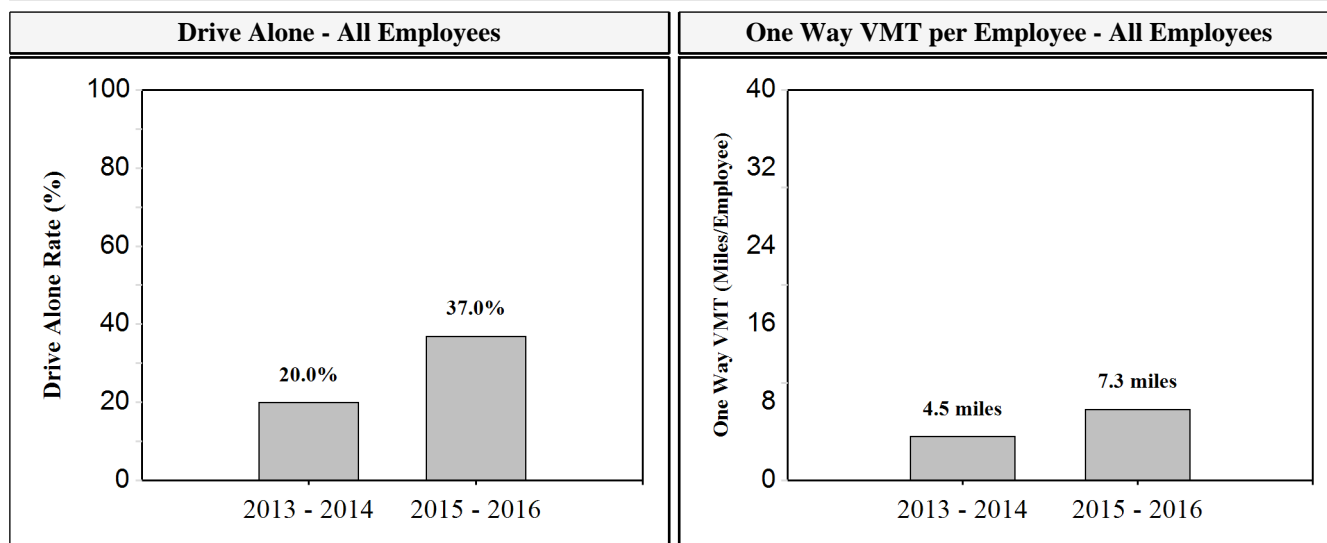 Drive Alone - All Employees
One Way VMT per Employee - All Employees
Drive Alone Rate (%)
100
80
60
40
20
0
20.0%
37.0%
2013 - 2014
2015 - 2016
One Way VMT (Miles/Employee)
40
32
24
16
8
0
4.5 miles
7.3 miles
2013 - 2014
2015 - 2016